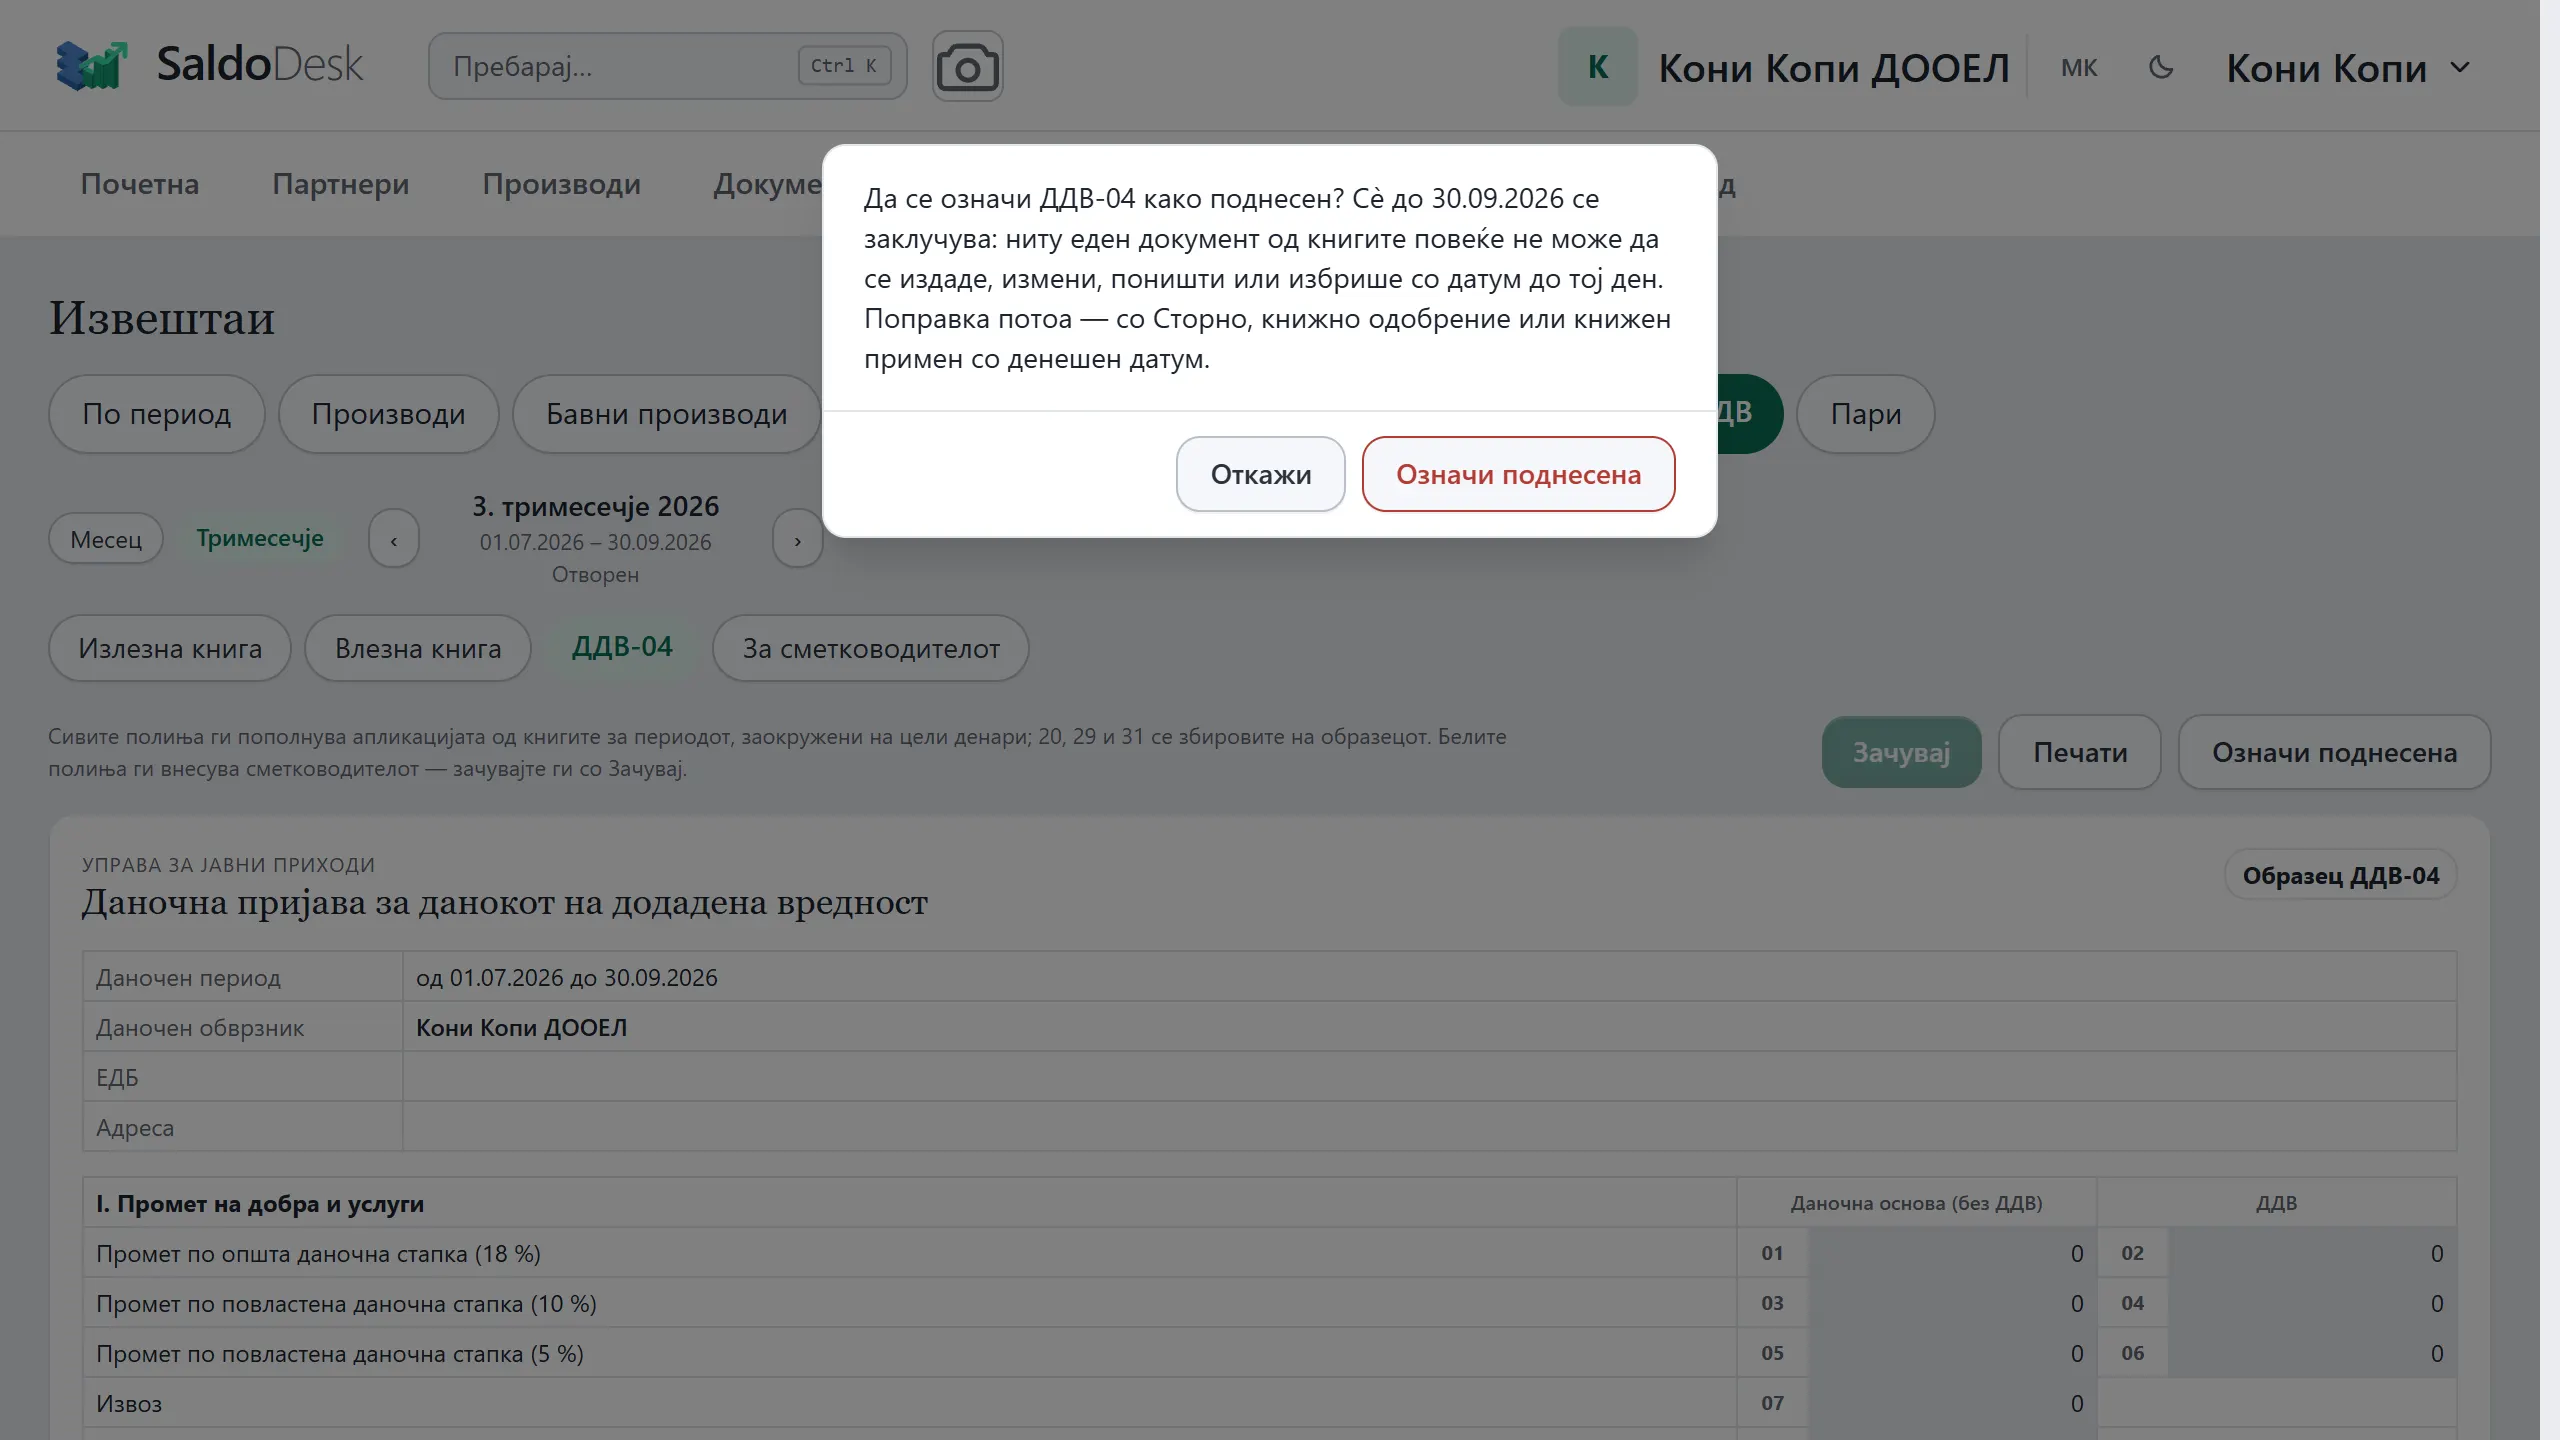 SaldoDesk
Пребарај...
Ctrl K
К
Кони Копи ДООЕЛ
МК
Кони Копи
Почетна
Партнери
Производи
Докуме
д
Да се означи ДДВ-04 како поднесен? Сѐ до 30.09.2026 се
заклучува: ниту еден документ од книгите повеќе не може да
се издаде, измени, поништи или избрише со датум до тој ден.
Поправка потоа — со Сторно, книжно одобрение или книжен
примен со денешен датум.
Откажи
Означи поднесена
Извештаи
По период
Производи
Бавни производи
ДВ
Пари
Месец
Тримесечје
‹
3. тримесечје 2026
01.07.2026 – 30.09.2026
Отворен
›
Излезна книга
Влезна книга
ДДВ-04
За сметководителот
Сивите полиња ги пополнува апликацијата од книгите за периодот, заокружени на цели денари; 20, 29 и 31 се збировите на образецот. Белите
полиња ги внесува сметководителот — зачувајте ги со Зачувај.
Зачувај
Печати
Означи поднесена
УПРАВА ЗА ЈАВНИ ПРИХОДИ
Даночна пријава за данокот на додадена вредност
Образец ДДВ-04
Даночен период
од 01.07.2026 до 30.09.2026
Даночен обврзник
Кони Копи ДООЕЛ
ЕДБ
Адреса
I. Промет на добра и услуги
Даночна основа (без ДДВ)
ДДВ
Промет по општа даночна стапка (18 %)
01
0
02
0
Промет по повластена даночна стапка (10 %)
03
0
04
0
Промет по повластена даночна стапка (5 %)
05
0
06
0
Извоз
07
0